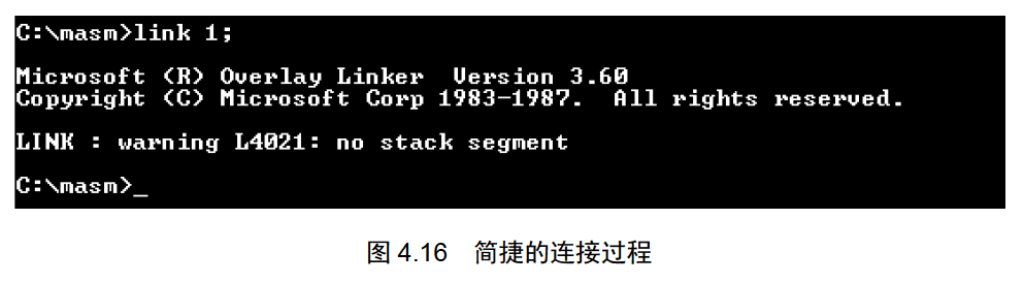 C:\masm>link 1;
Microsoft (R) Overlay Linker  Version 3.60
Copyright (C) Microsoft Corp 1983-1987.  All rights reserved.
LINK : warning L4021: no stack segment
C:\masm>_
图 4.16　简捷的连接过程